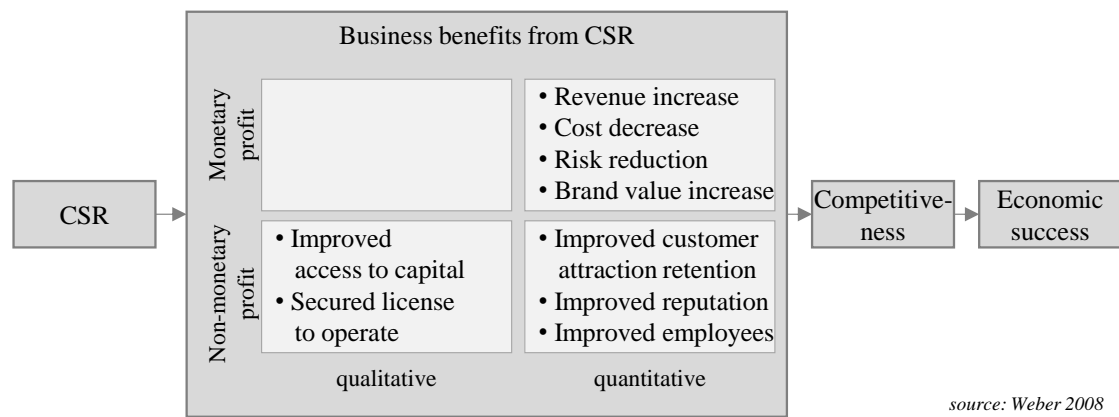 Business benefits from CSR
Monetary
profit
• Revenue increase
• Cost decrease
• Risk reduction
• Brand value increase
CSR
Non-monetary
profit
• Improved
access to capital
• Secured license
to operate
• Improved customer
attraction retention
• Improved reputation
• Improved employees
qualitative
quantitative
Competitive-
ness
Economic
success
source: Weber 2008